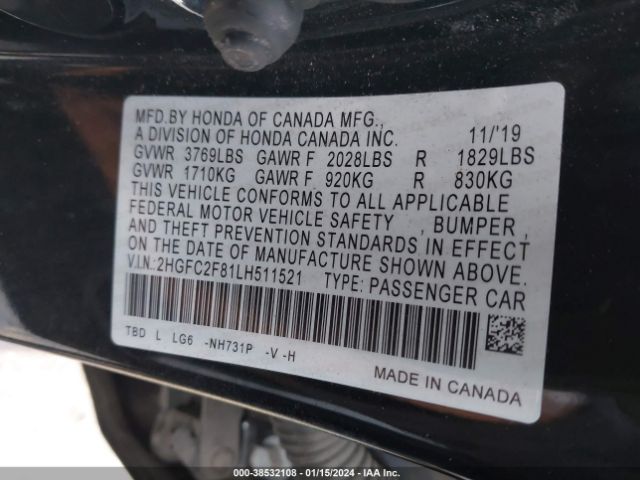 MFD.BY HONDA OF CANADA MFG.,
A DIVISION OF HONDA CANADA INC. 11/'19
GVWR 3769LBS GAWR F 2028LBS R 1829LBS
GVWR 1710KG GAWR F. 920KG R 830KG
THIS VEHICLE CONFORMS TO ALL APPLICABLE
FEDERAL MOTOR VEHICLE SAFETY , BUMPER ,
AND THEFT PREVENTION STANDARDS IN EFFECT
ON THE DATE OF MANUFACTURE SHOWN ABOVE.
V.I.N.:2HGFC2F81LH511521 TYPE: PASSENGER CAR
TBD L LG6 -NH731P -V -H
MADE IN CANADA
000-38532108 - 01/15/2024 - IAA Inc.